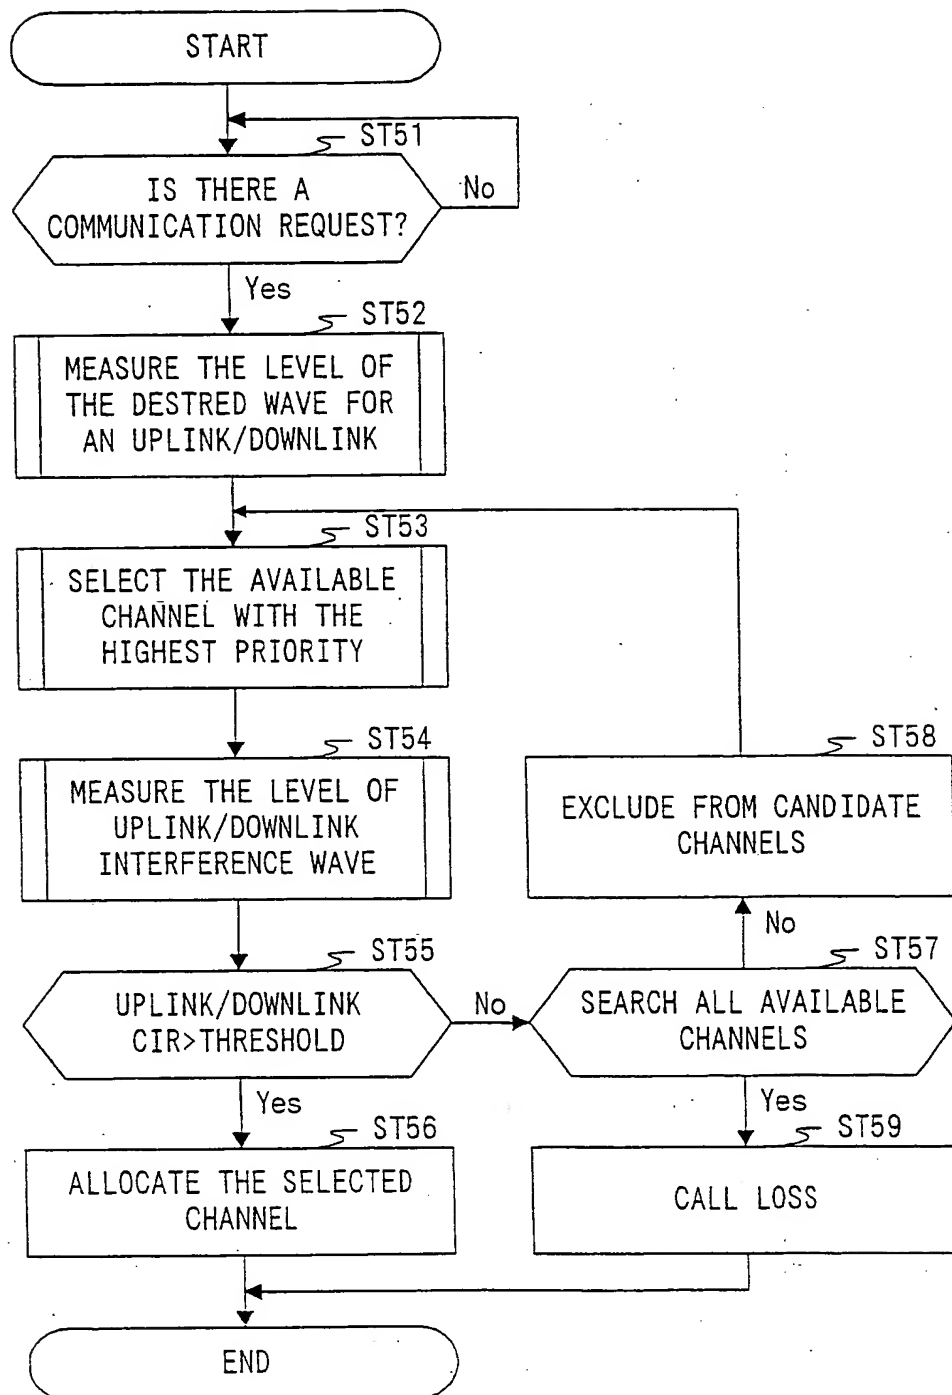 START
ST51
IS THERE A
COMMUNICATION REQUEST?
No
Yes
ST52
MEASURE THE LEVEL OF
THE DESTRED WAVE FOR
AN UPLINK/DOWNLINK
ST53
SELECT THE AVAILABLE
CHANNEL WITH THE
HIGHEST PRIORITY
ST54
MEASURE THE LEVEL OF
UPLINK/DOWNLINK
INTERFERENCE WAVE
ST58
EXCLUDE FROM CANDIDATE
CHANNELS
No
ST55
UPLINK/DOWNLINK
CIR>THRESHOLD
No
ST57
SEARCH ALL AVAILABLE
CHANNELS
Yes
Yes
ST56
ALLOCATE THE SELECTED
CHANNEL
ST59
CALL LOSS
END